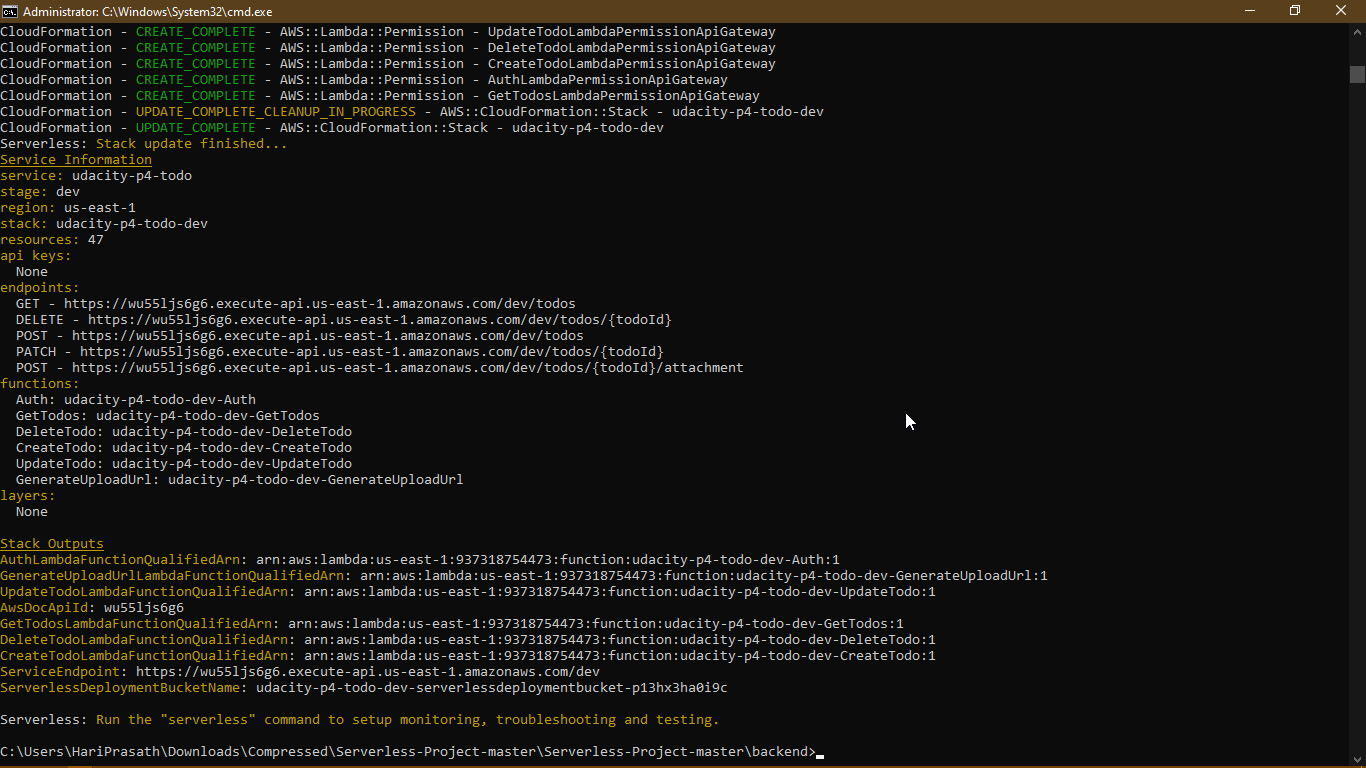 Administrator: C:\Windows\System32\cmd.exe
CloudFormation - CREATE_COMPLETE - AWS::Lambda::Permission - UpdateTodoLambdaPermissionApiGateway
CloudFormation - CREATE_COMPLETE - AWS::Lambda::Permission - DeleteTodoLambdaPermissionApiGateway
CloudFormation - CREATE_COMPLETE - AWS::Lambda::Permission - CreateTodoLambdaPermissionApiGateway
CloudFormation - CREATE_COMPLETE - AWS::Lambda::Permission - AuthLambdaPermissionApiGateway
CloudFormation - CREATE_COMPLETE - AWS::Lambda::Permission - GetTodosLambdaPermissionApiGateway
CloudFormation - UPDATE_COMPLETE_CLEANUP_IN_PROGRESS - AWS::CloudFormation::Stack - udacity-p4-todo-dev
CloudFormation - UPDATE_COMPLETE - AWS::CloudFormation::Stack - udacity-p4-todo-dev
Serverless: Stack update finished...
Service Information
service: udacity-p4-todo
stage: dev
region: us-east-1
stack: udacity-p4-todo-dev
resources: 47
api keys:
  None
endpoints:
  GET - https://wu55ljs6g6.execute-api.us-east-1.amazonaws.com/dev/todos
  DELETE - https://wu55ljs6g6.execute-api.us-east-1.amazonaws.com/dev/todos/{todoId}
  POST - https://wu55ljs6g6.execute-api.us-east-1.amazonaws.com/dev/todos
  PATCH - https://wu55ljs6g6.execute-api.us-east-1.amazonaws.com/dev/todos/{todoId}
  POST - https://wu55ljs6g6.execute-api.us-east-1.amazonaws.com/dev/todos/{todoId}/attachment
functions:
  Auth: udacity-p4-todo-dev-Auth
  GetTodos: udacity-p4-todo-dev-GetTodos
  DeleteTodo: udacity-p4-todo-dev-DeleteTodo
  CreateTodo: udacity-p4-todo-dev-CreateTodo
  UpdateTodo: udacity-p4-todo-dev-UpdateTodo
  GenerateUploadUrl: udacity-p4-todo-dev-GenerateUploadUrl
layers:
  None

Stack Outputs
AuthLambdaFunctionQualifiedArn: arn:aws:lambda:us-east-1:937318754473:function:udacity-p4-todo-dev-Auth:1
GenerateUploadUrlLambdaFunctionQualifiedArn: arn:aws:lambda:us-east-1:937318754473:function:udacity-p4-todo-dev-GenerateUploadUrl:1
UpdateTodoLambdaFunctionQualifiedArn: arn:aws:lambda:us-east-1:937318754473:function:udacity-p4-todo-dev-UpdateTodo:1
AwsDocApiId: wu55ljs6g6
GetTodosLambdaFunctionQualifiedArn: arn:aws:lambda:us-east-1:937318754473:function:udacity-p4-todo-dev-GetTodos:1
DeleteTodoLambdaFunctionQualifiedArn: arn:aws:lambda:us-east-1:937318754473:function:udacity-p4-todo-dev-DeleteTodo:1
CreateTodoLambdaFunctionQualifiedArn: arn:aws:lambda:us-east-1:937318754473:function:udacity-p4-todo-dev-CreateTodo:1
ServiceEndpoint: https://wu55ljs6g6.execute-api.us-east-1.amazonaws.com/dev
ServerlessDeploymentBucketName: udacity-p4-todo-dev-serverlessdeploymentbucket-p13hx3ha0i9c

Serverless: Run the "serverless" command to setup monitoring, troubleshooting and testing.

C:\Users\HariPrasath\Downloads\Compressed\Serverless-Project-master\Serverless-Project-master\backend>